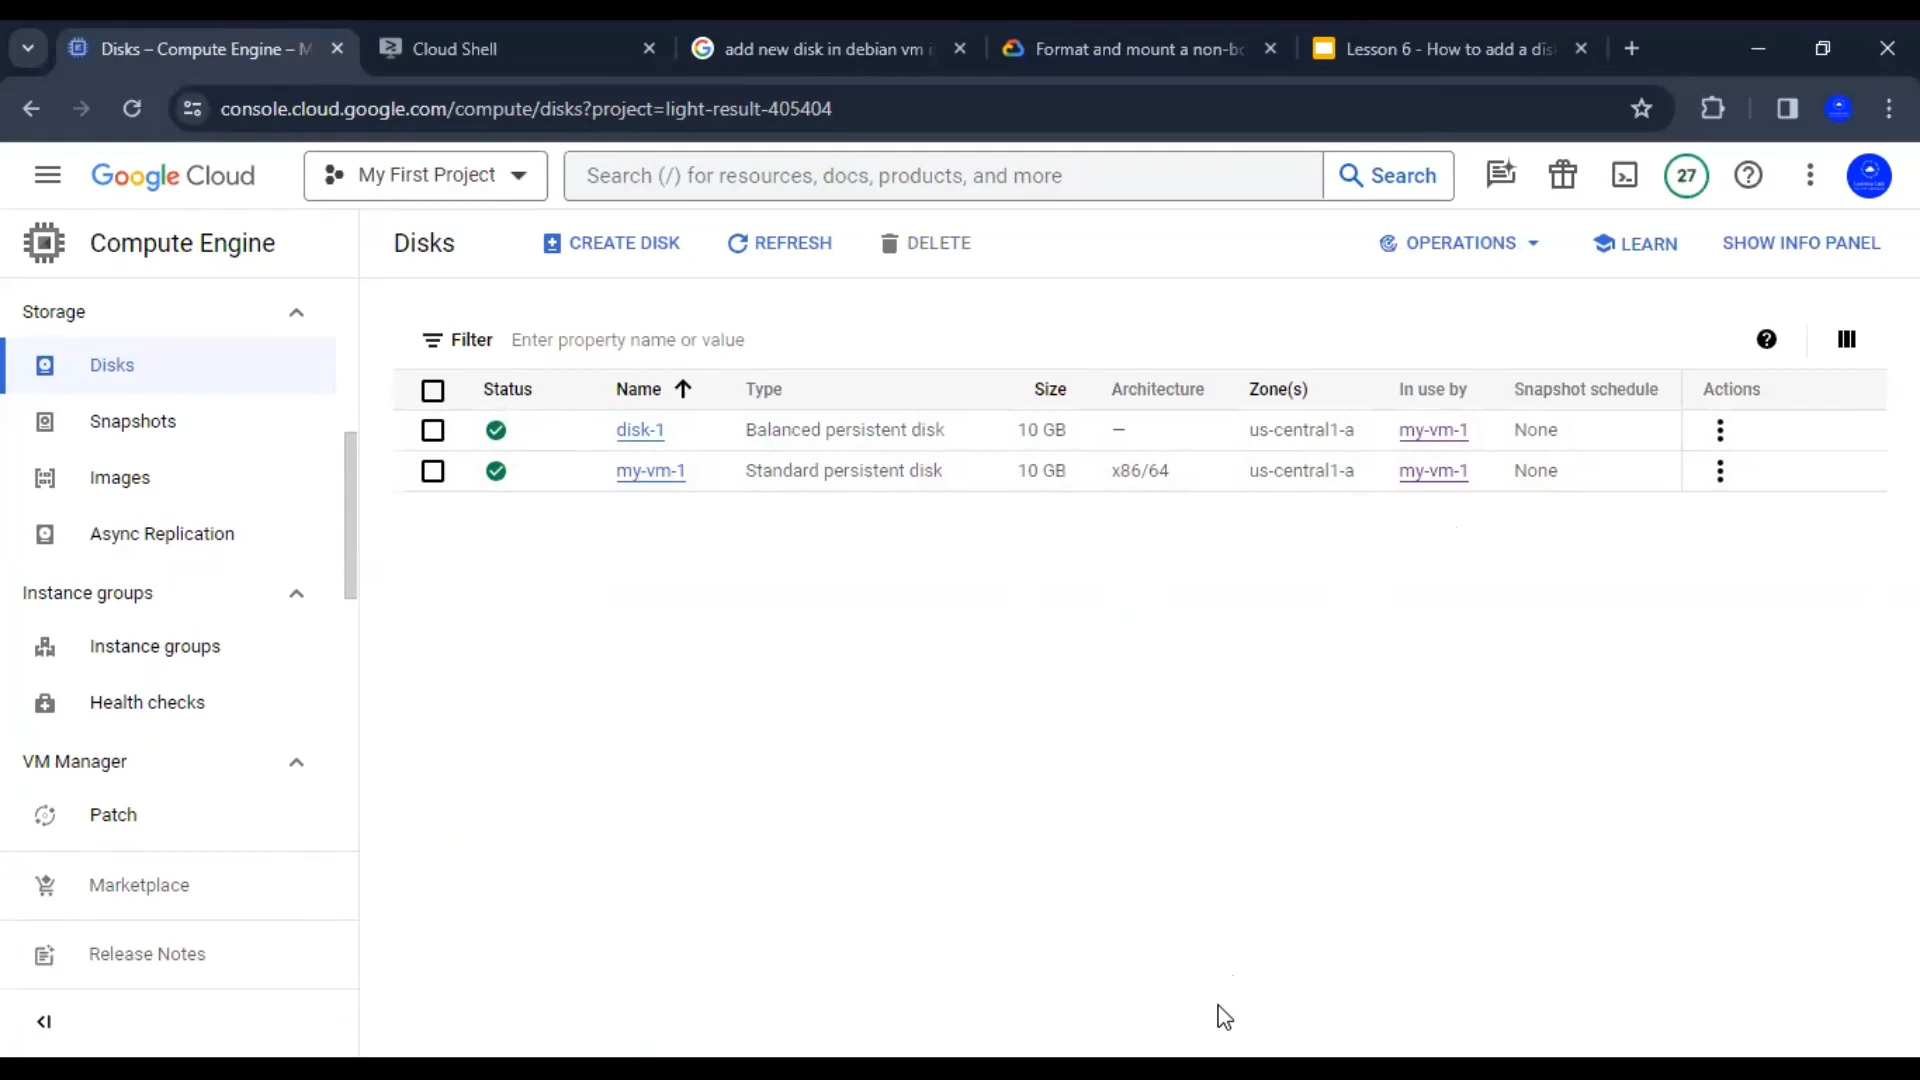 Disks – Compute Engine – M
Cloud Shell
add new disk in debian vm i
Format and mount a non-bo
Lesson 6 - How to add a dis
console.cloud.google.com/compute/disks?project=light-result-405404
Google Cloud
My First Project
Search (/) for resources, docs, products, and more
Search
27
Compute Engine
Disks
CREATE DISK
REFRESH
DELETE
OPERATIONS
LEARN
SHOW INFO PANEL
Storage
Disks
Snapshots
Images
Async Replication
Instance groups
Instance groups
Health checks
VM Manager
Patch
Marketplace
Release Notes
Filter Enter property name or value
Status Name Type Size Architecture Zone(s) In use by Snapshot schedule Actions
disk-1 Balanced persistent disk 10 GB – us-central1-a my-vm-1 None
my-vm-1 Standard persistent disk 10 GB x86/64 us-central1-a my-vm-1 None